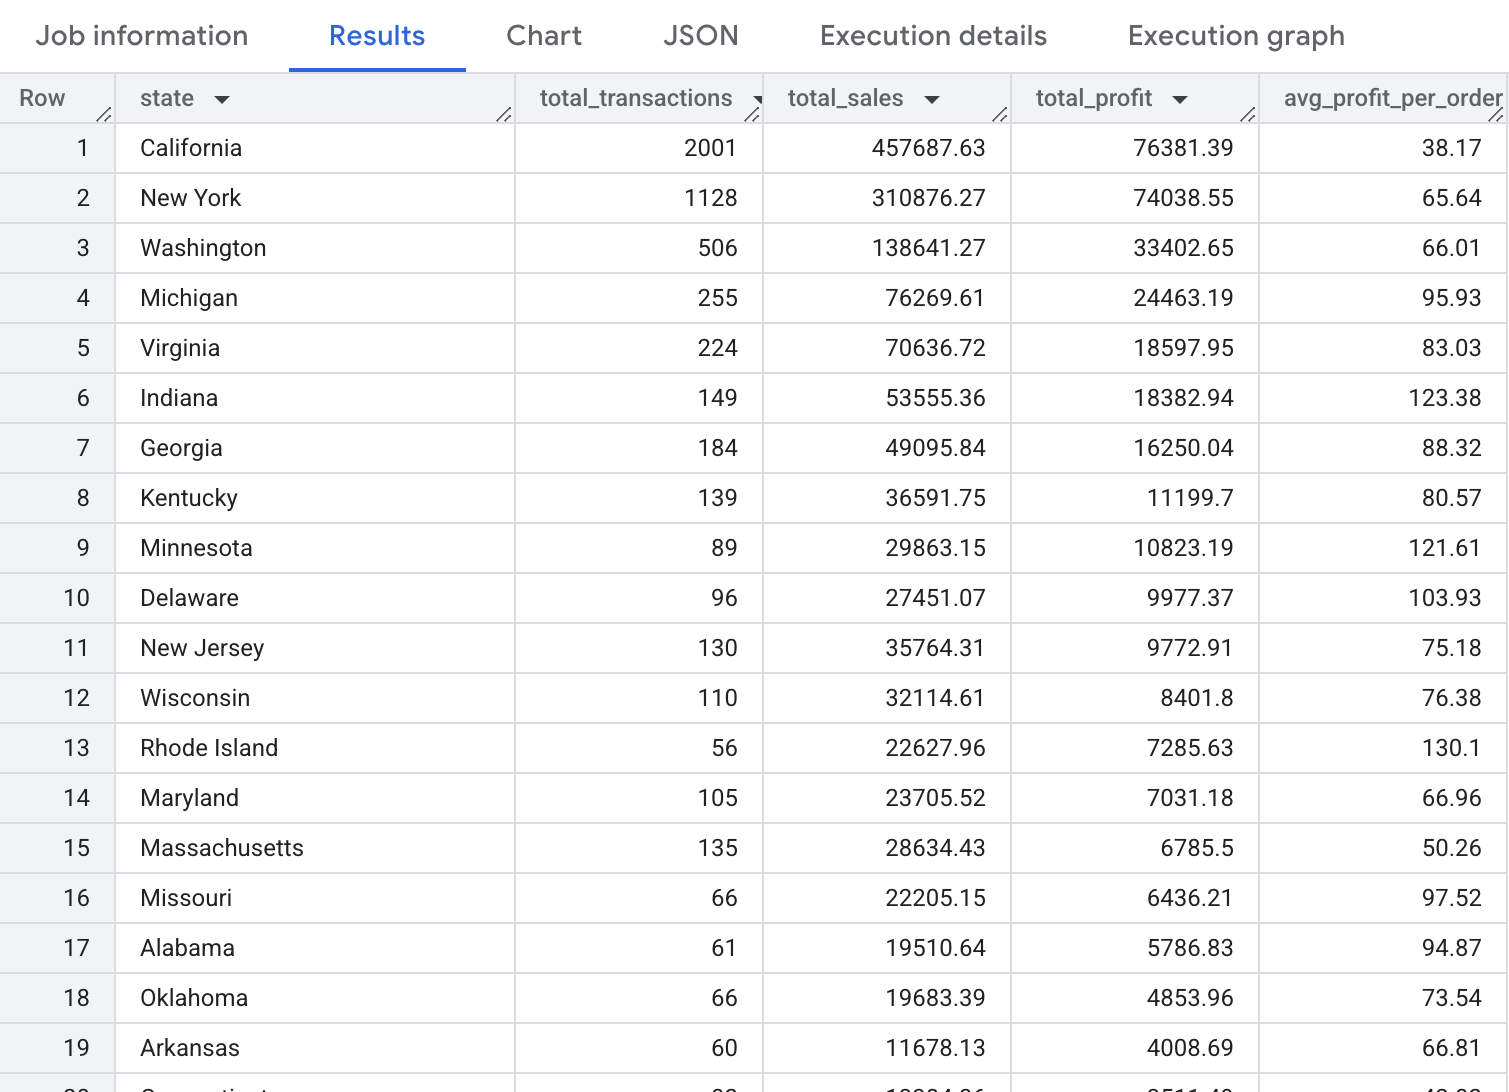 Job information Results Chart JSON Execution details Execution graph
Row state total_transactions total_sales total_profit avg_profit_per_order
1 California 2001 457687.63 76381.39 38.17
2 New York 1128 310876.27 74038.55 65.64
3 Washington 506 138641.27 33402.65 66.01
4 Michigan 255 76269.61 24463.19 95.93
5 Virginia 224 70636.72 18597.95 83.03
6 Indiana 149 53555.36 18382.94 123.38
7 Georgia 184 49095.84 16250.04 88.32
8 Kentucky 139 36591.75 11199.7 80.57
9 Minnesota 89 29863.15 10823.19 121.61
10 Delaware 96 27451.07 9977.37 103.93
11 New Jersey 130 35764.31 9772.91 75.18
12 Wisconsin 110 32114.61 8401.8 76.38
13 Rhode Island 56 22627.96 7285.63 130.1
14 Maryland 105 23705.52 7031.18 66.96
15 Massachusetts 135 28634.43 6785.5 50.26
16 Missouri 66 22205.15 6436.21 97.52
17 Alabama 61 19510.64 5786.83 94.87
18 Oklahoma 66 19683.39 4853.96 73.54
19 Arkansas 60 11678.13 4008.69 66.81